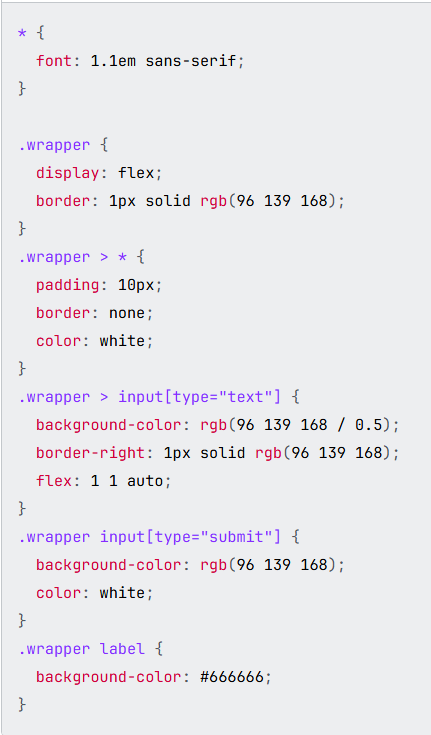 * {
  font: 1.1em sans-serif;
}

.wrapper {
  display: flex;
  border: 1px solid rgb(96 139 168);
}
.wrapper > * {
  padding: 10px;
  border: none;
  color: white;
}
.wrapper > input[type="text"] {
  background-color: rgb(96 139 168 / 0.5);
  border-right: 1px solid rgb(96 139 168);
  flex: 1 1 auto;
}
.wrapper input[type="submit"] {
  background-color: rgb(96 139 168);
  color: white;
}
.wrapper label {
  background-color: #666666;
}